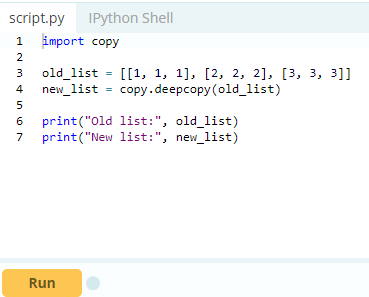 script.py IPython Shell
1 import copy
2
3 old_list = [[1, 1, 1], [2, 2, 2], [3, 3, 3]]
4 new_list = copy.deepcopy(old_list)
5
6 print("Old list:", old_list)
7 print("New list:", new_list)
Run